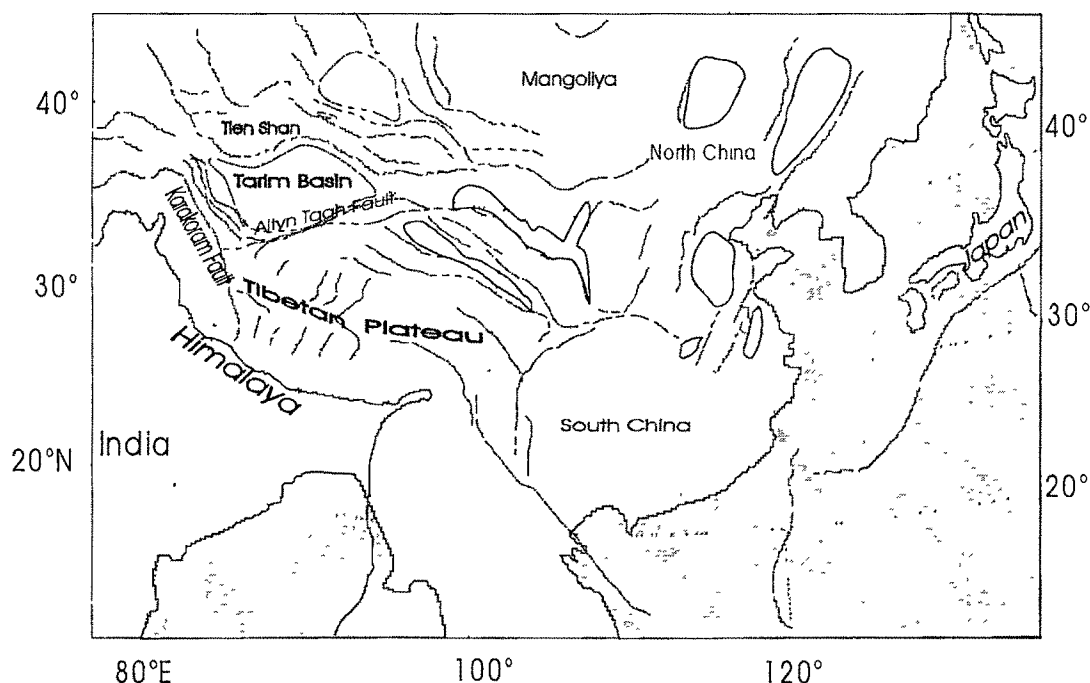 Mangoliya
40°
40°
Tien Shan
North China
Tarim Basin
Altyn Tagh Fault
Karakoram Fault
Japan
30°
Tibetan Plateau
30°
Himalaya
South China
India
20°N
20°
80°E
100°
120°